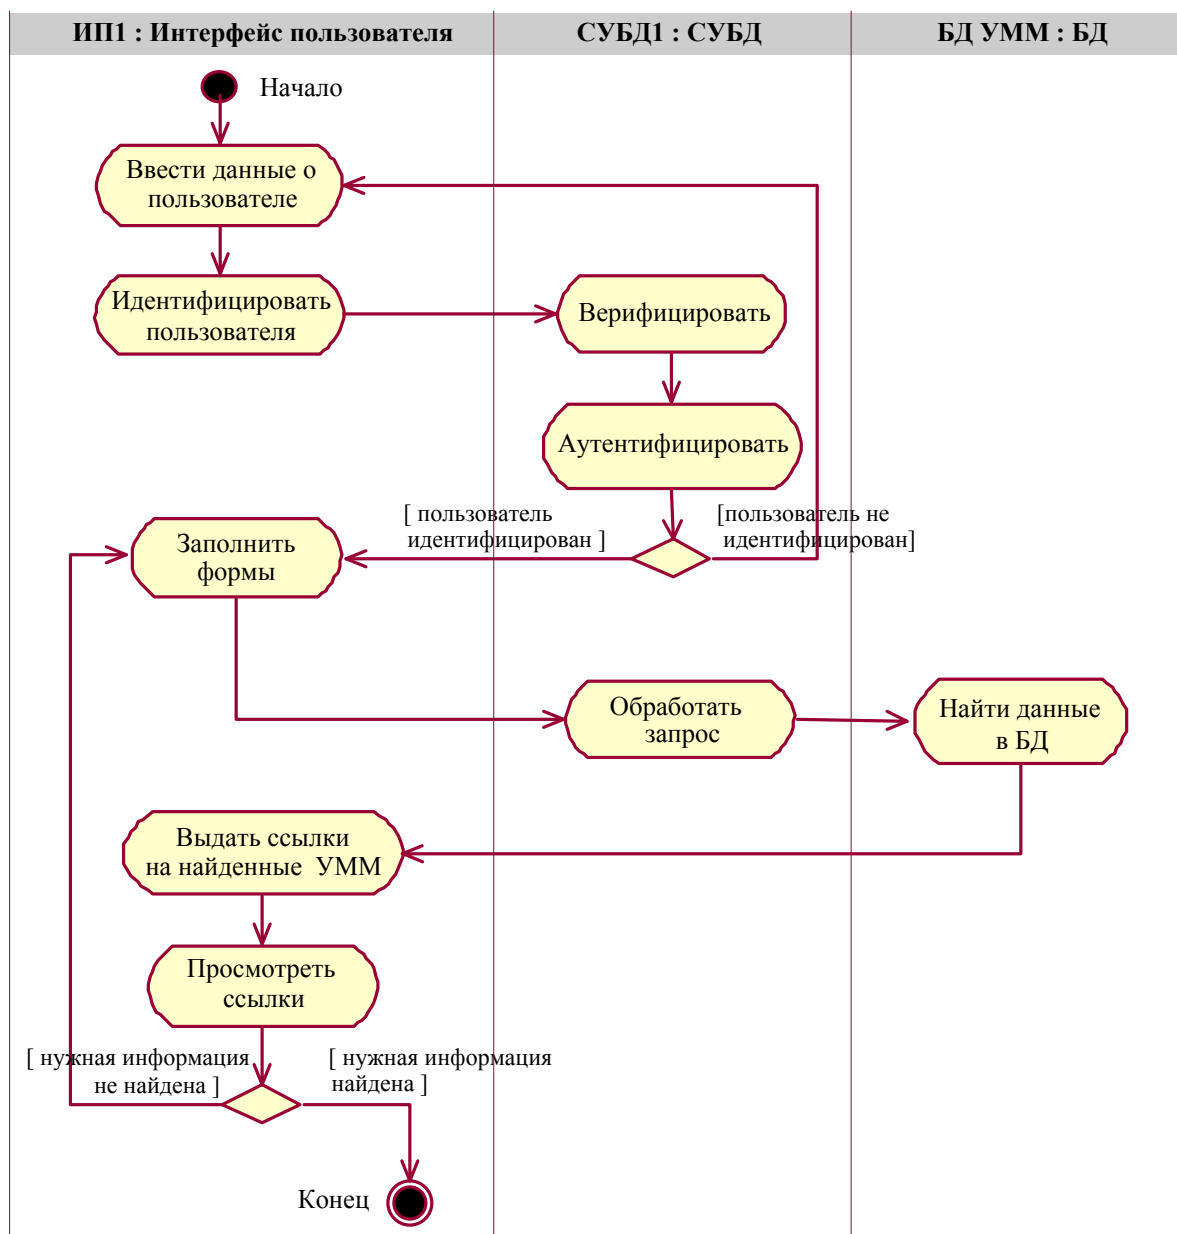 ИП1 : Интерфейс пользователя
СУБД1 : СУБД
БД УММ : БД
Начало
Ввести данные о
пользователе
Идентифицировать
пользователя
Верифицировать
Аутентифицировать
[ пользователь
идентифицирован ]
[пользователь не
идентифицирован]
Заполнить
формы
Обработать
запрос
Найти данные
в БД
Выдать ссылки
на найденные УММ
Просмотреть
ссылки
[ нужная информация
не найдена ]
[ нужная информация
найдена ]
Конец